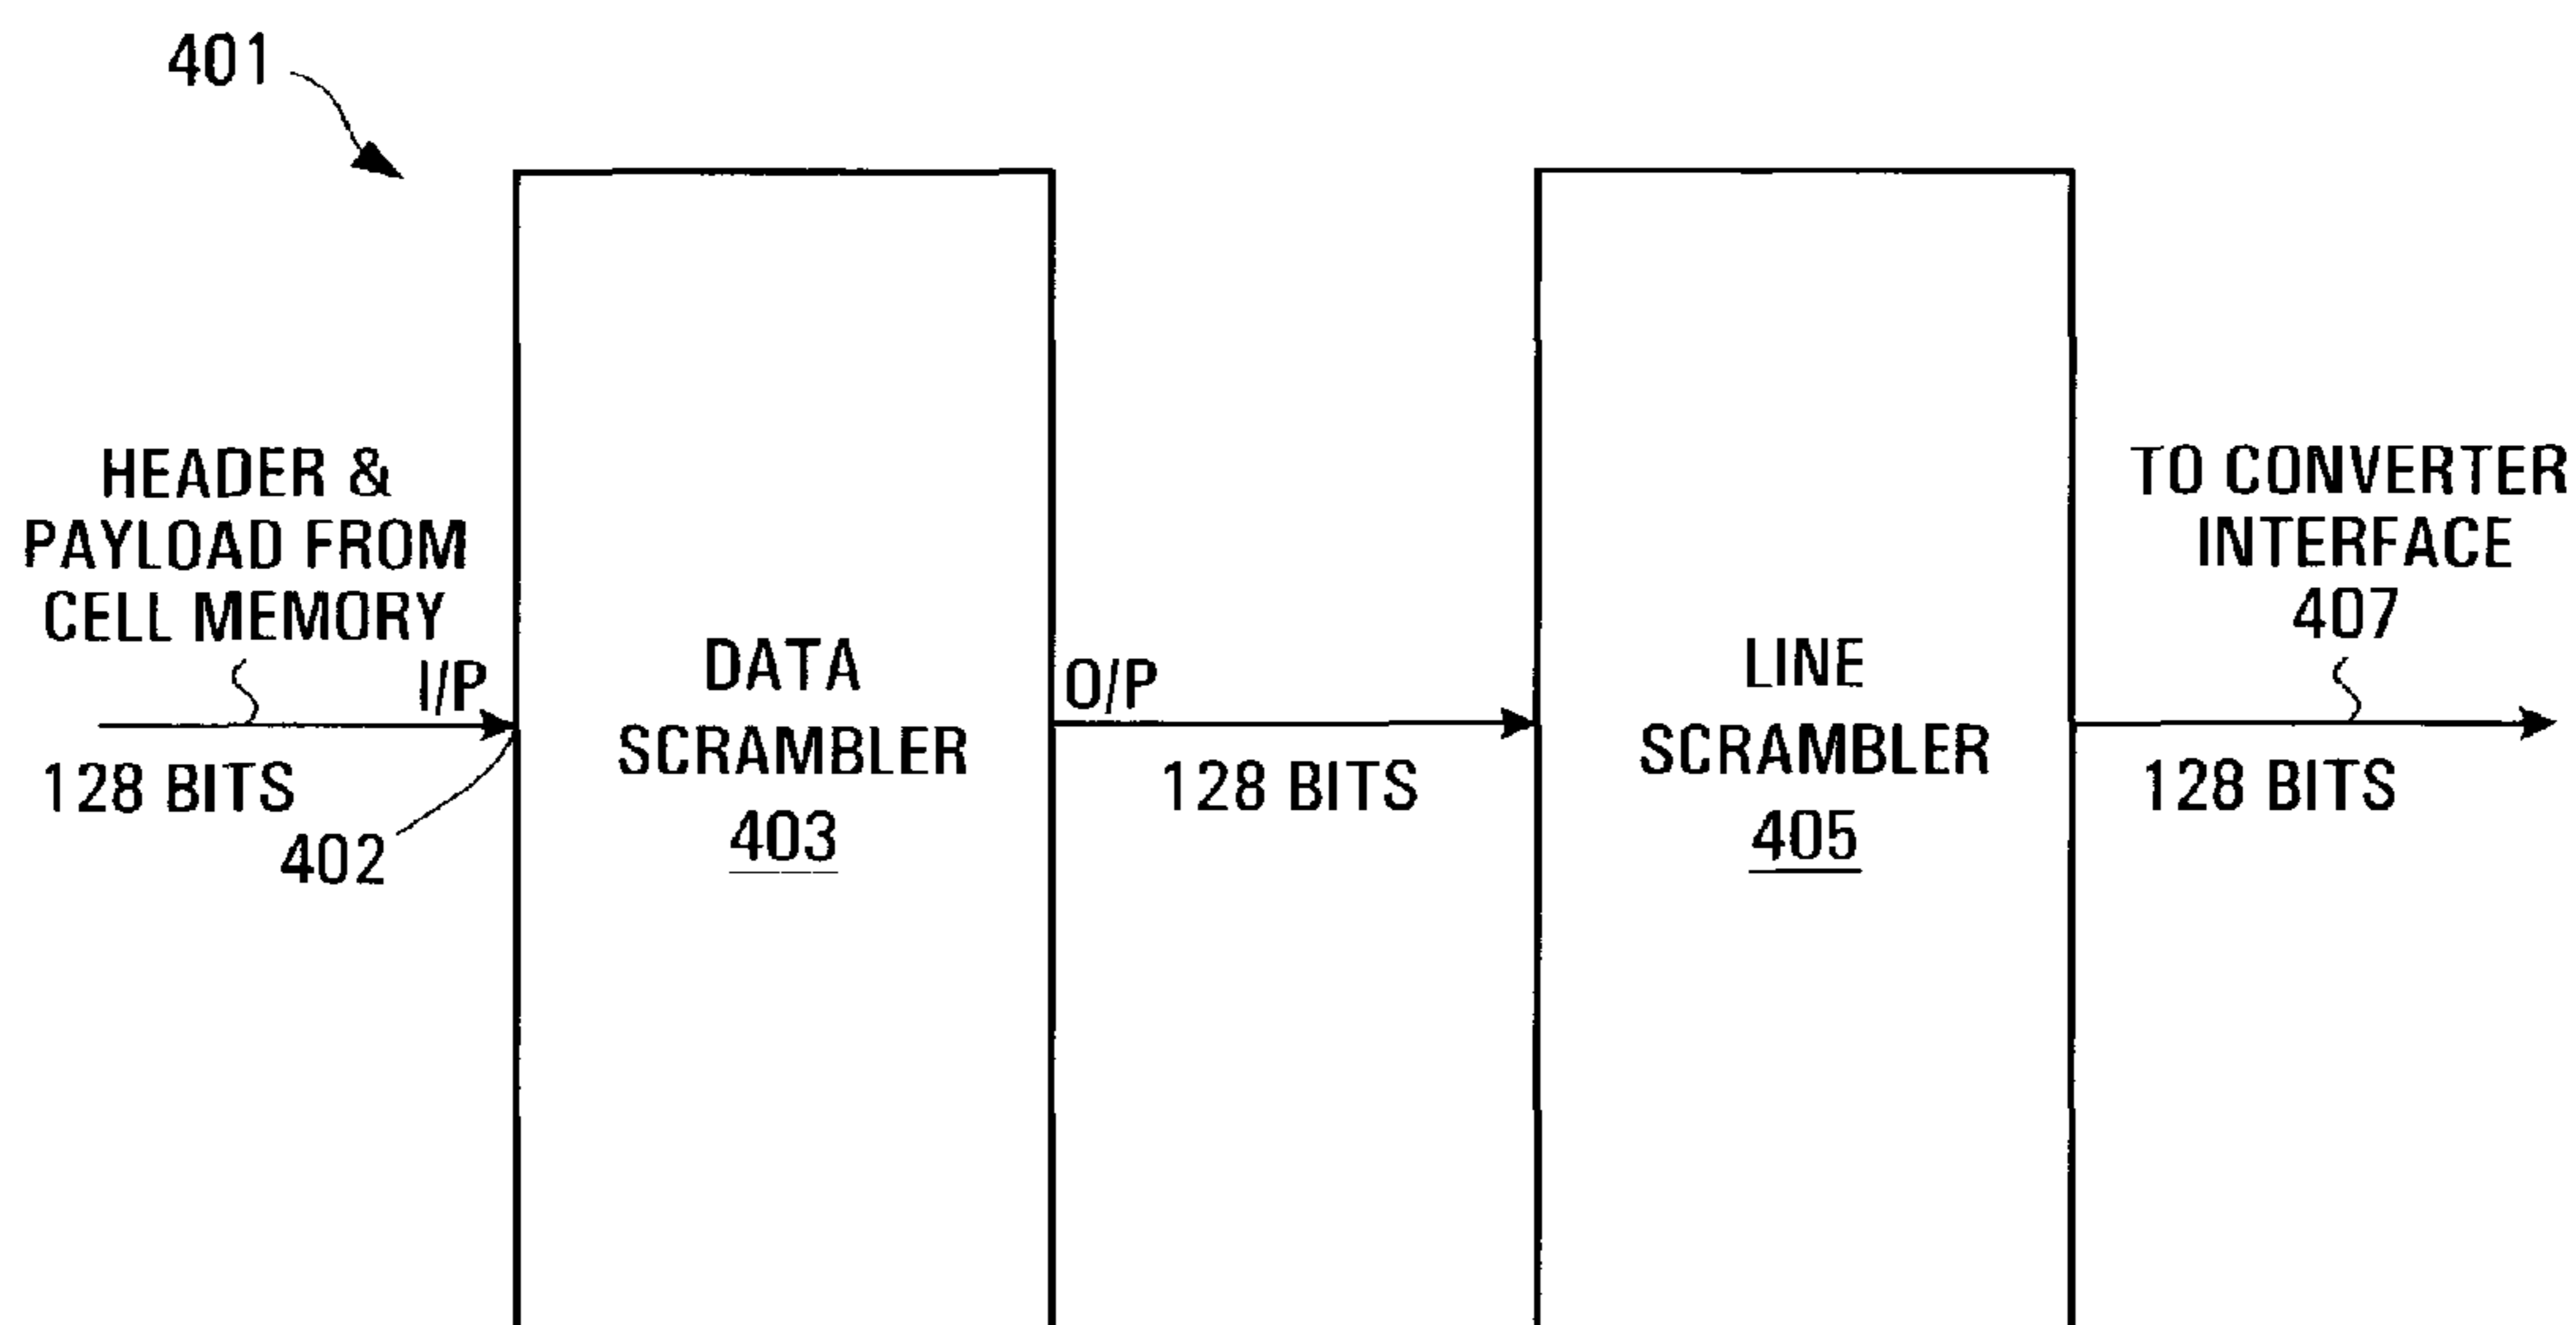 401
HEADER &
PAYLOAD FROM
CELL MEMORY
I/P
128 BITS
402
DATA
SCRAMBLER
403
O/P
128 BITS
LINE
SCRAMBLER
405
TO CONVERTER
INTERFACE
407
128 BITS